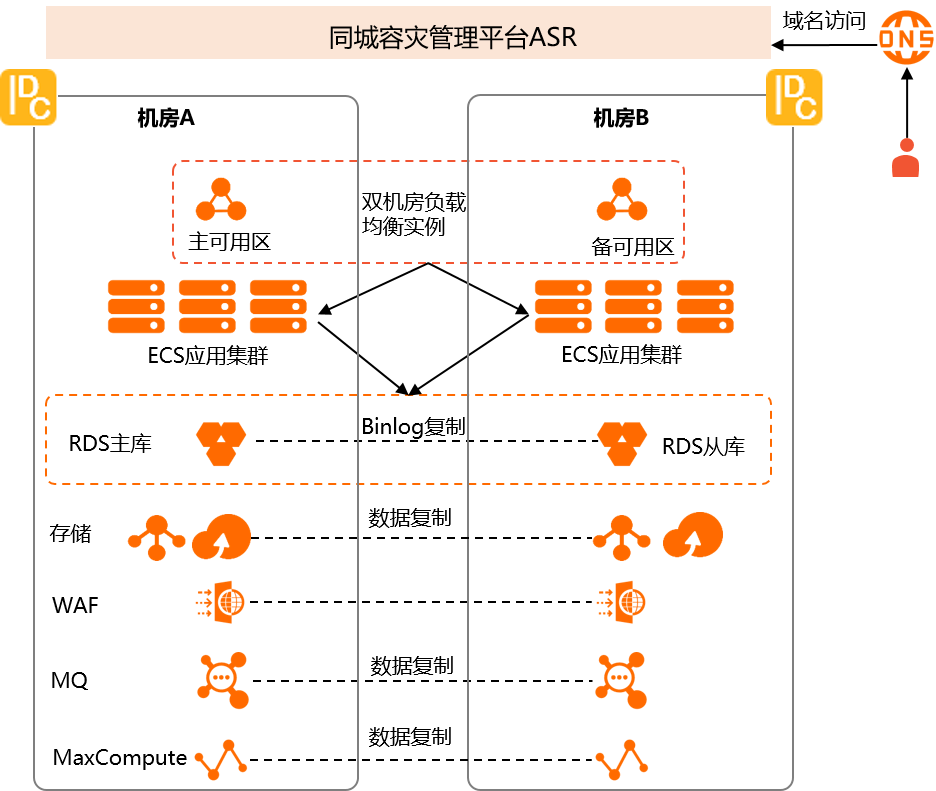 同城容灾管理平台ASR
域名访问
DNS
IDC
机房A
机房B
IDC
双机房负载
均衡实例
主可用区
备可用区
ECS应用集群
ECS应用集群
Binlog复制
RDS主库
RDS从库
数据复制
存储
WAF
数据复制
MQ
数据复制
MaxCompute